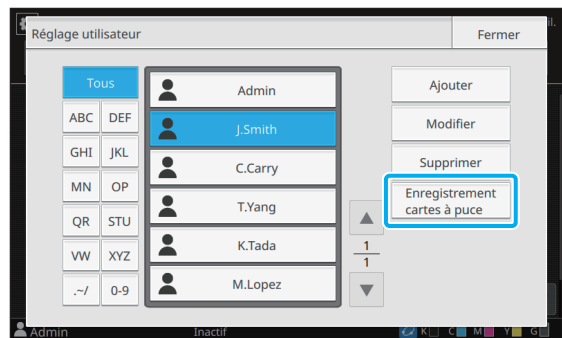 Réglage utilisateur
Fermer
il.
Tous
ABC DEF
GHI JKL
MN OP
QR STU
VW XYZ
.~/ 0-9
Admin
J.Smith
C.Carry
T.Yang
K.Tada
M.Lopez
1
1
Ajouter
Modifier
Supprimer
Enregistrement
cartes à puce
Admin Inactif K C M Y G